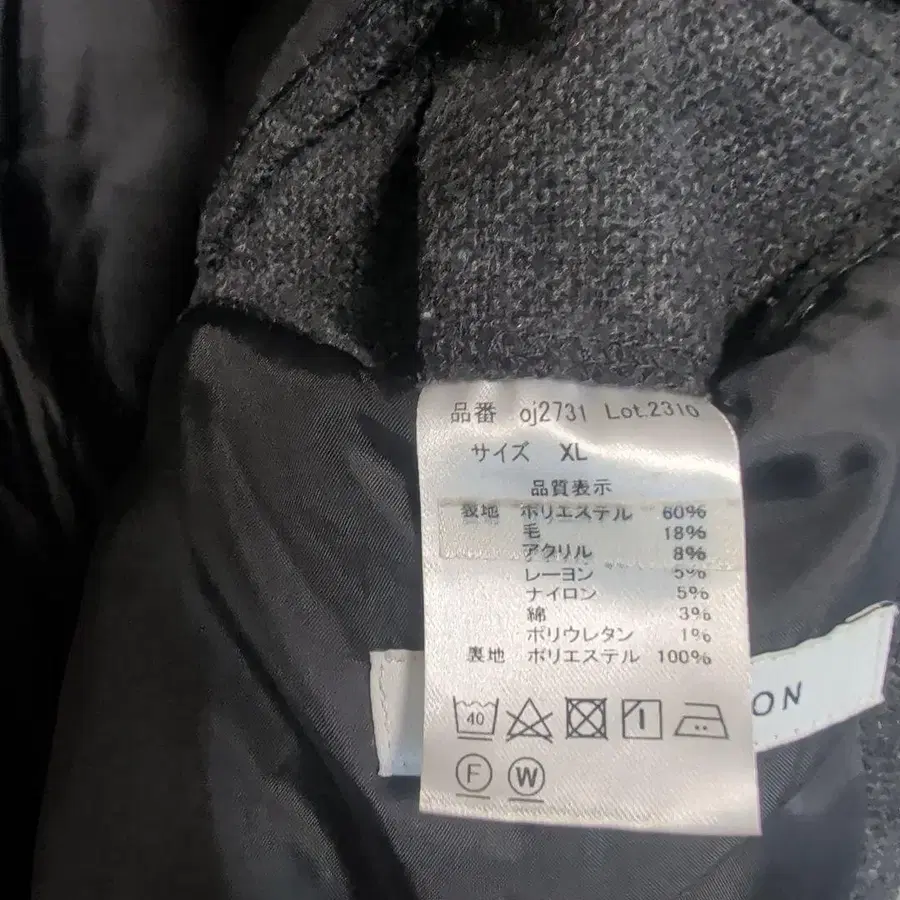 品番 oj2731 Lot.2310
サイズ XL
品質表示
表地 ポリエステル 60%
毛 18%
アクリル 8%
レーヨン 5%
ナイロン 5%
綿 3%
ポリウレタン 1%
裏地 ポリエステル 100%
40
F W
ON